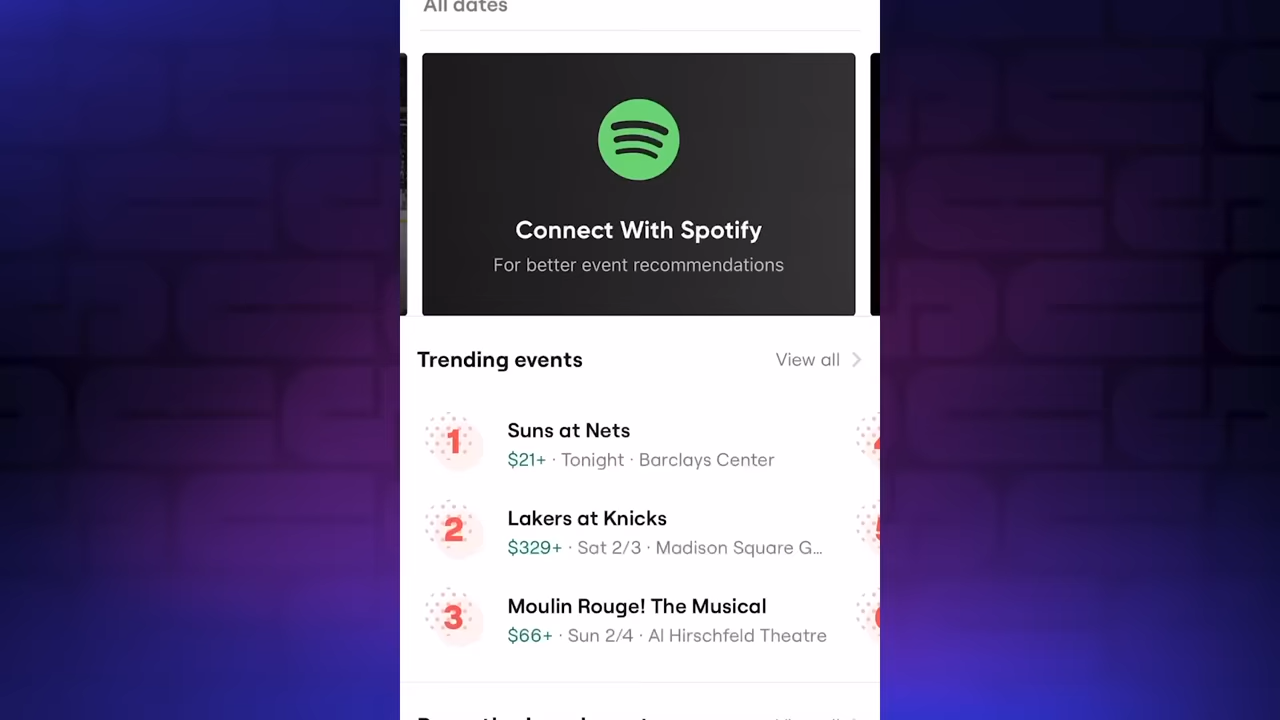 All dates
Connect With Spotify
For better event recommendations
Trending events
View all
1
Suns at Nets
$21+ · Tonight · Barclays Center
2
Lakers at Knicks
$329+ · Sat 2/3 · Madison Square G...
3
Moulin Rouge! The Musical
$66+ · Sun 2/4 · Al Hirschfeld Theatre